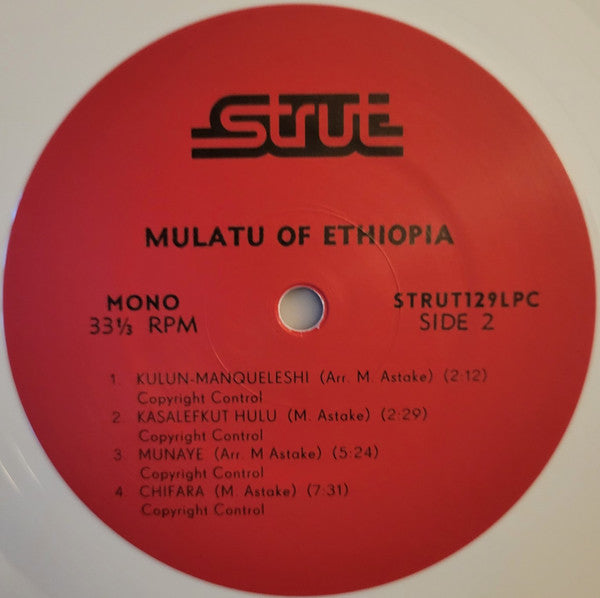 Strut
MULATU OF ETHIOPIA
MONO
33⅓ RPM
STRUT129LPC
SIDE 2
1. KULUN-MANQUELESHI (Arr. M. Astake) (2:12)
Copyright Control
2. KASALEFKUT HULU (M. Astake) (2:29)
Copyright Control
3 MUNAYE (Arr. M Astake) (5:24)
Copyright Control
4. CHIFARA (M. Astake) (7:31)
Copyright Control